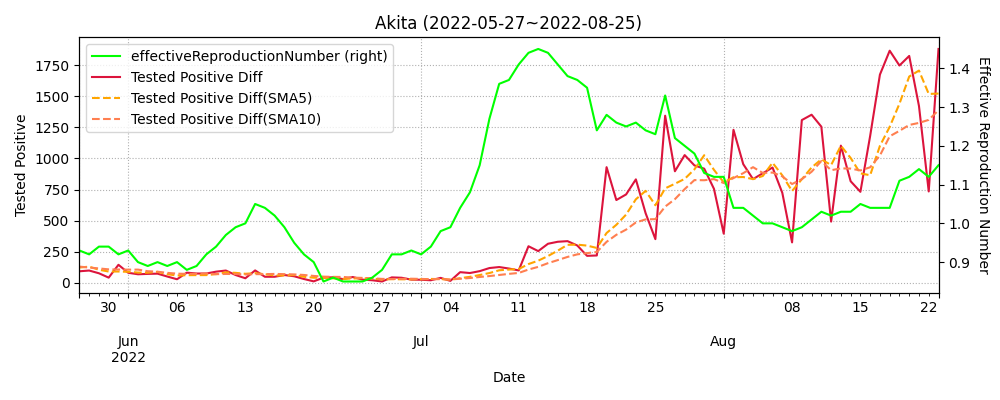 Akita (2022-05-27~2022-08-25)
effectiveReproductionNumber (right)
Tested Positive Diff
Tested Positive Diff(SMA5)
Tested Positive Diff(SMA10)
Tested Positive
1750
1500
1250
1000
750
500
250
0
Effective Reproduction Number
1.4
1.3
1.2
1.1
1.0
0.9
30 06 13 20 27 04 11 18 25 08 15 22
Jun Jul Aug
2022
Date